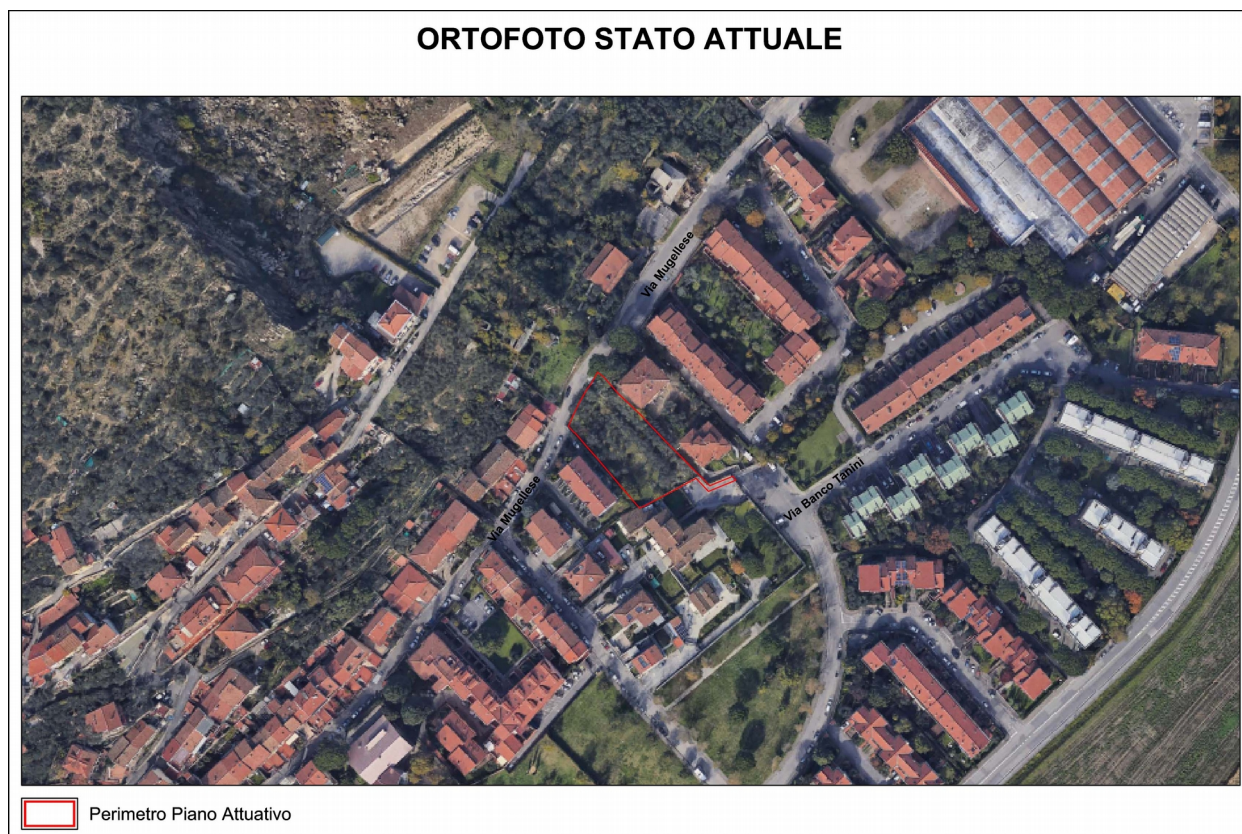 ORTOFOTO STATO ATTUALE
Via Mugellese
Via Banco Tanini
Via Mugellese
Perimetro Piano Attuativo